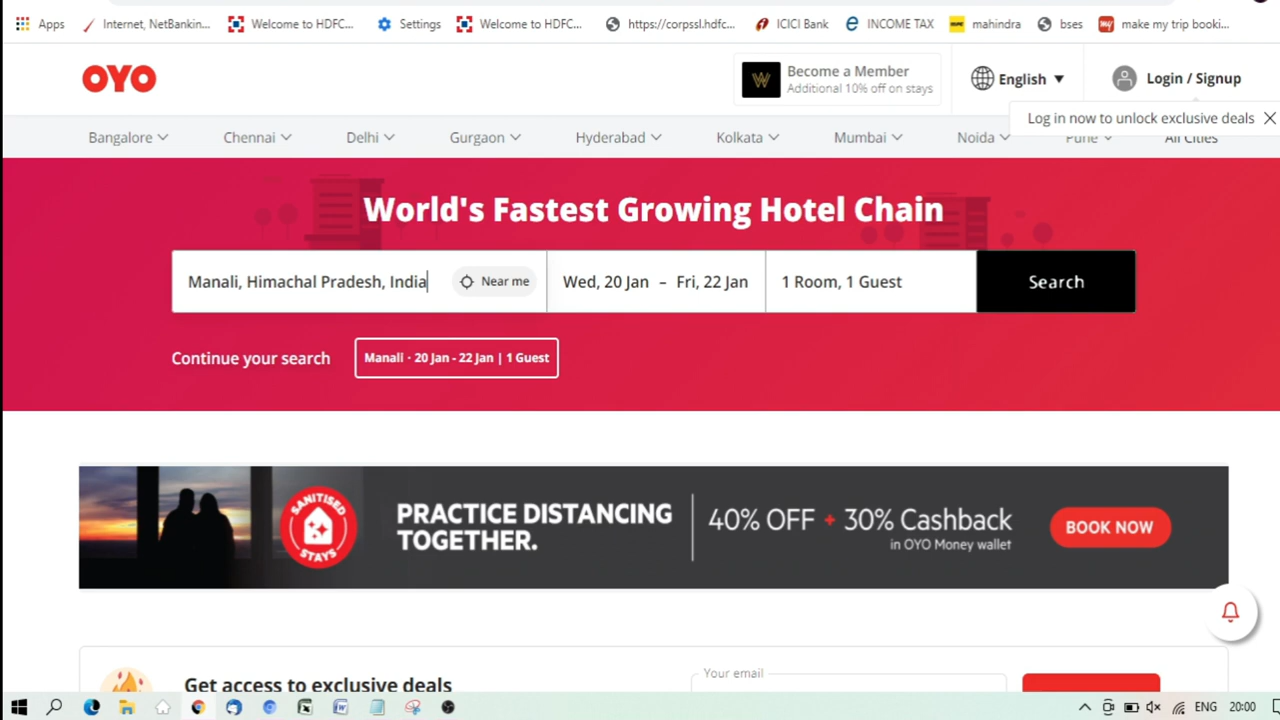 Apps
Internet, NetBankin...
Welcome to HDFC...
Settings
Welcome to HDFC...
https://corpssl.hdfc...
ICICI Bank
INCOME TAX
mahindra
bses
make my trip booki...
OYO
Become a Member
Additional 10% off on stays
English
Login / Signup
Log in now to unlock exclusive deals
Bangalore
Chennai
Delhi
Gurgaon
Hyderabad
Kolkata
Mumbai
Noida
Pune
All Cities
World's Fastest Growing Hotel Chain
Manali, Himachal Pradesh, India
Near me
Wed, 20 Jan – Fri, 22 Jan
1 Room, 1 Guest
Search
Continue your search
Manali · 20 Jan - 22 Jan | 1 Guest
SANITISED STAYS
PRACTICE DISTANCING
TOGETHER.
40% OFF + 30% Cashback
in OYO Money wallet
BOOK NOW
Get access to exclusive deals
Your email
ENG
20:00